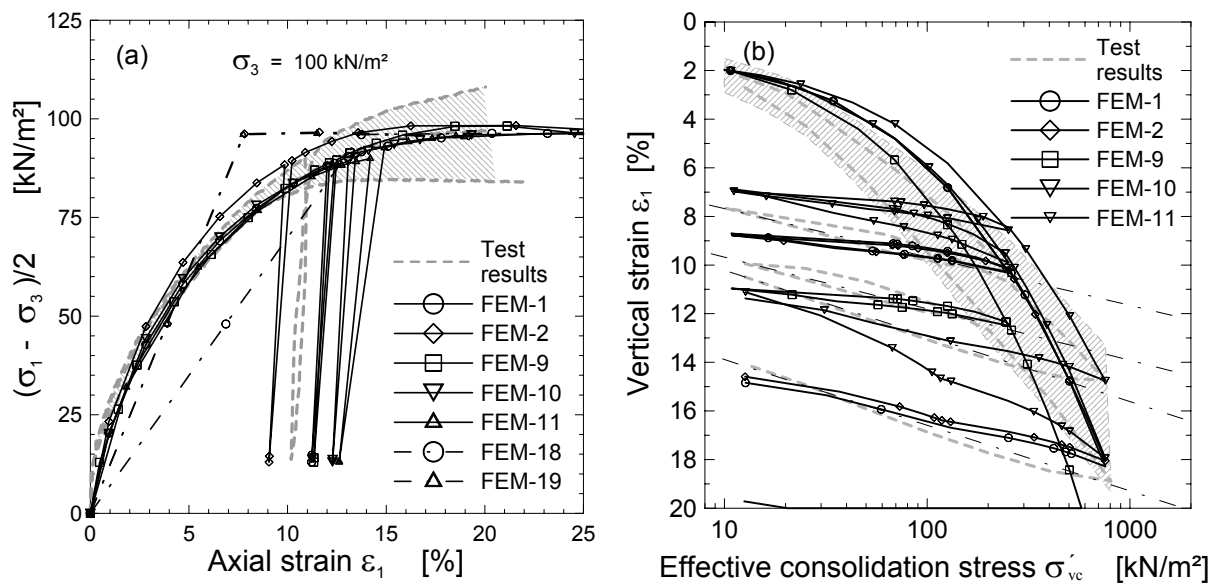 (a)
σ3 = 100 kN/m²
(σ1 - σ3)/2 [kN/m²]
125
100
75
50
25
0
0
5
10
15
20
25
Axial strain ε1 [%]
Test
results
FEM-1
FEM-2
FEM-9
FEM-10
FEM-11
FEM-18
FEM-19
(b)
Vertical strain ε1 [%]
0
2
4
6
8
10
12
14
16
18
20
10
100
1000
Effective consolidation stress σ´vc [kN/m²]
Test
results
FEM-1
FEM-2
FEM-9
FEM-10
FEM-11